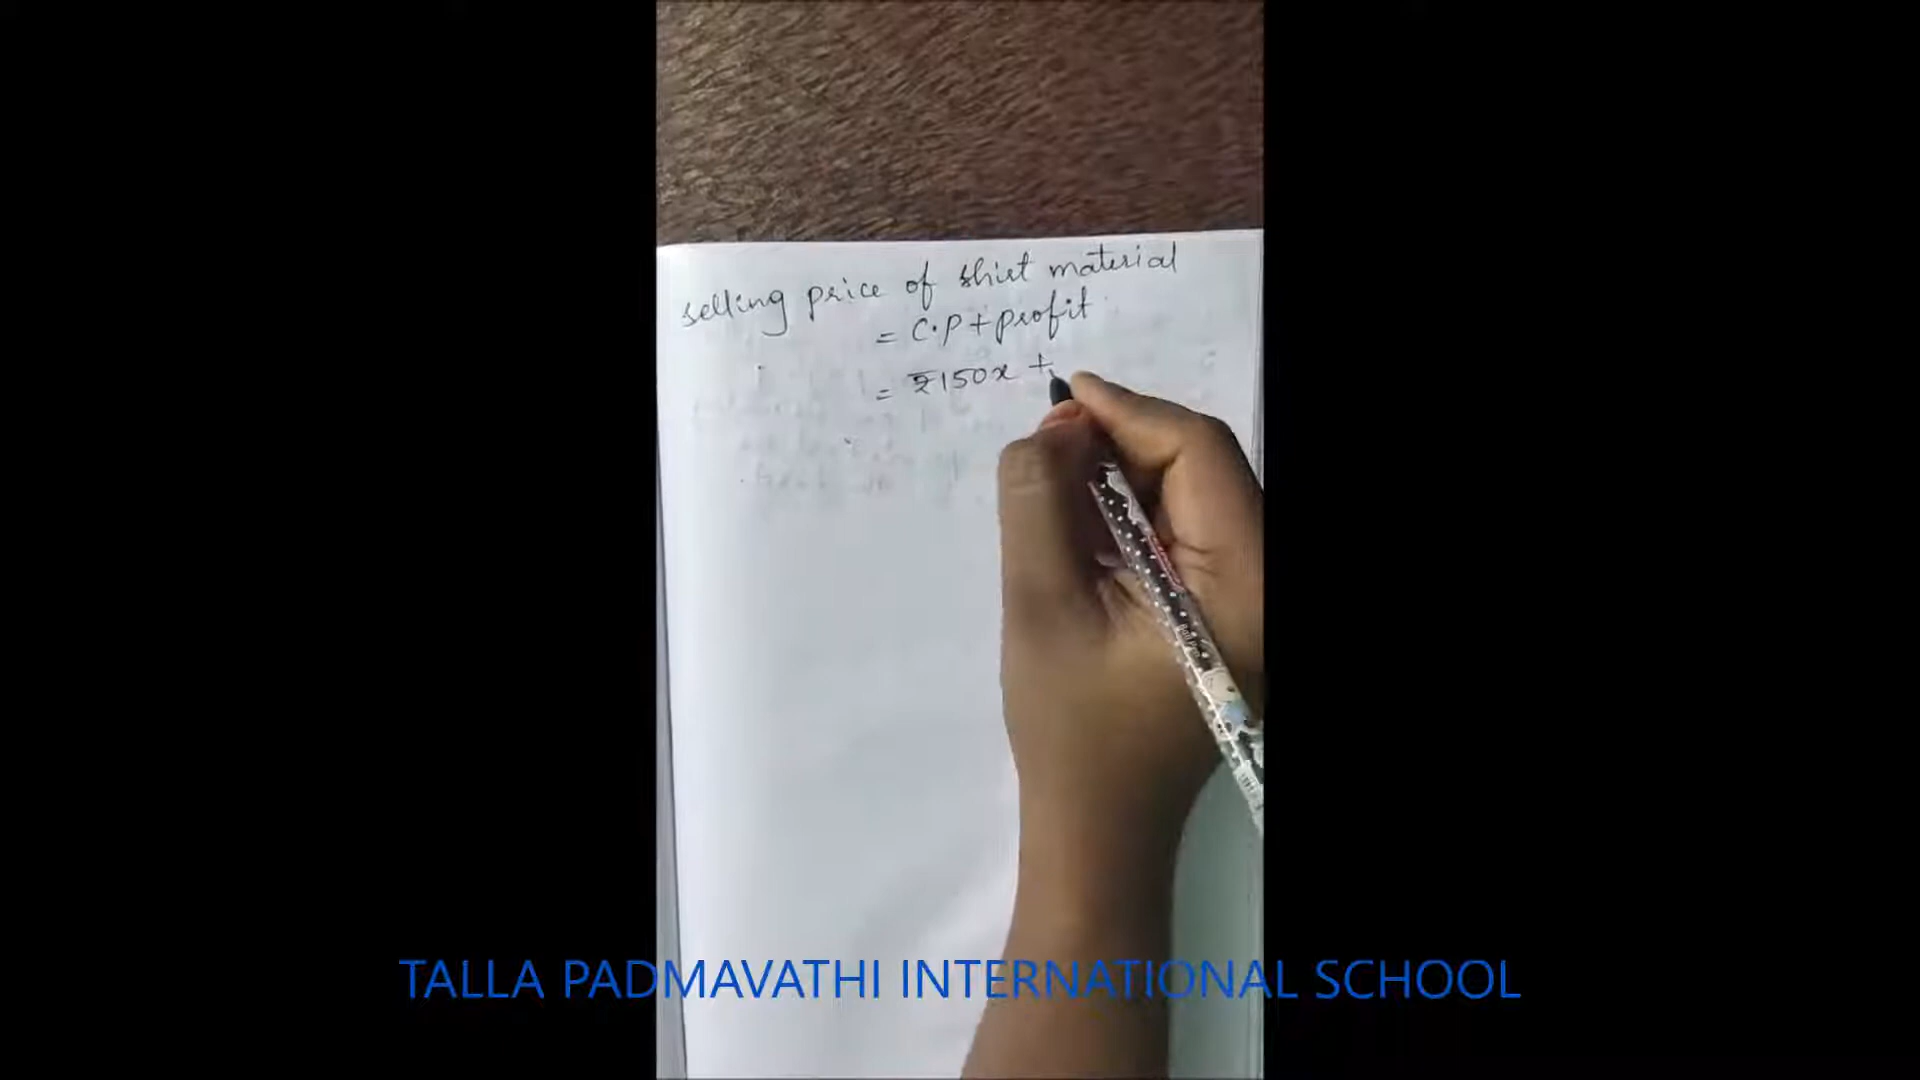 selling price of shirt material
= C.P + profit
= ₹150x +
TALLA PADMAVATHI INTERNATIONAL SCHOOL